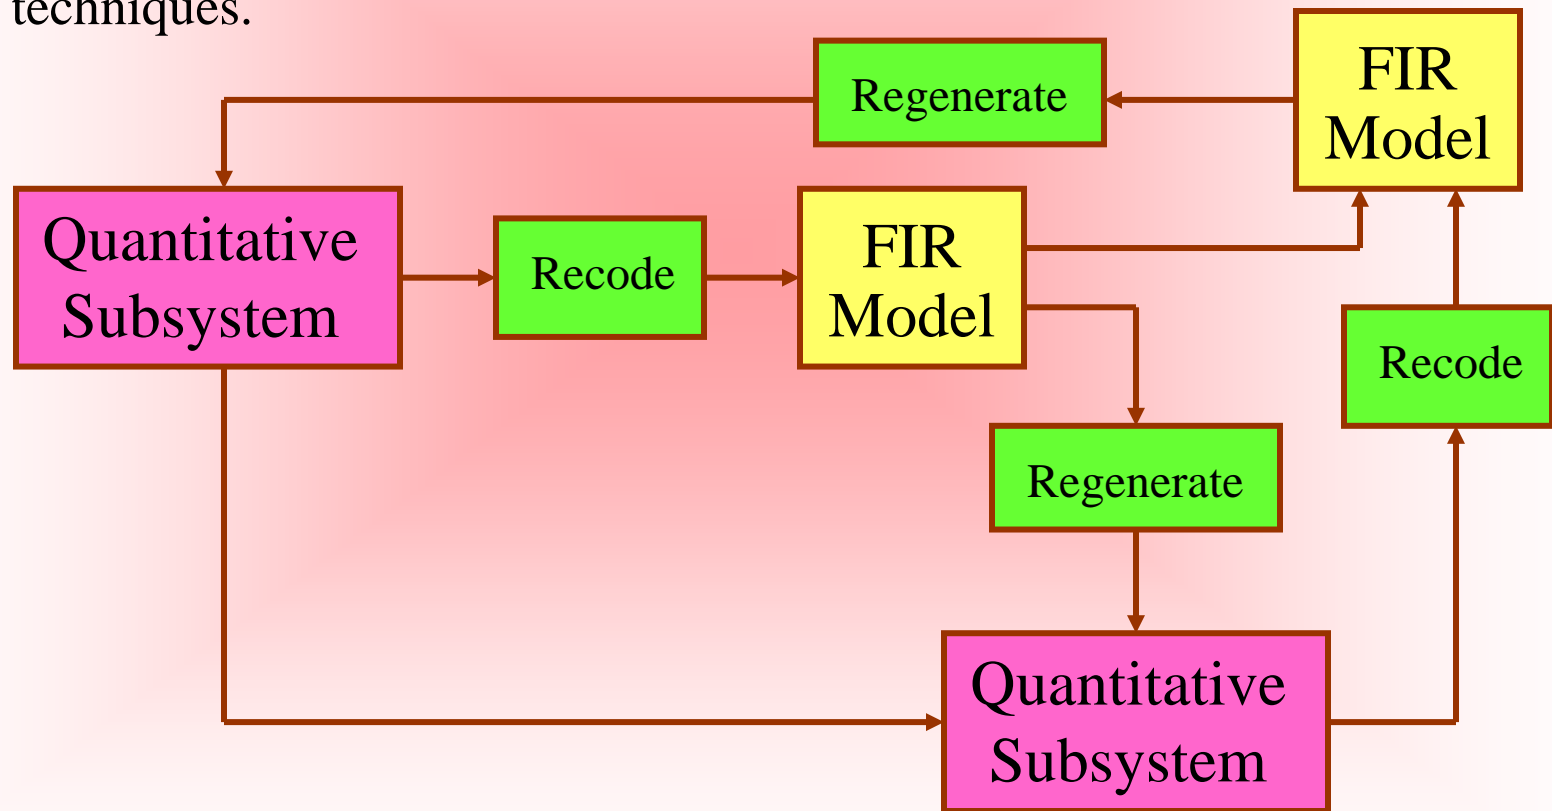 techniques.
Regenerate
FIR
Model
Quantitative
Subsystem
Recode
FIR
Model
Recode
Regenerate
Quantitative
Subsystem